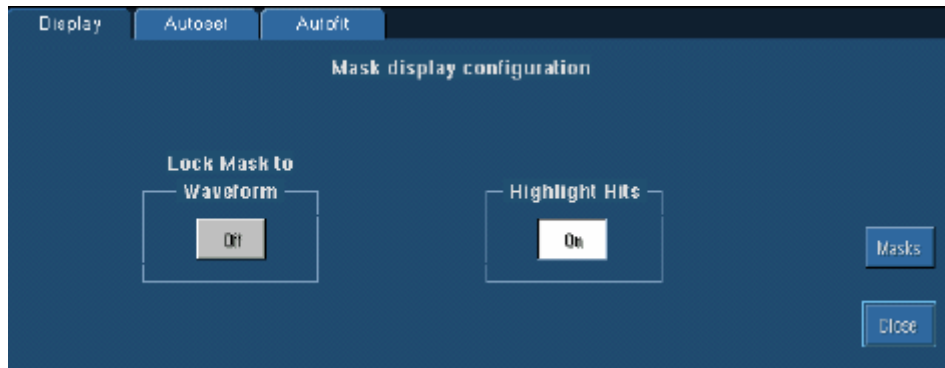 Display
Autoset
Autofit
Mask display configuration
Lock Mask to
Waveform
Off
Highlight Hits
On
Masks
Close